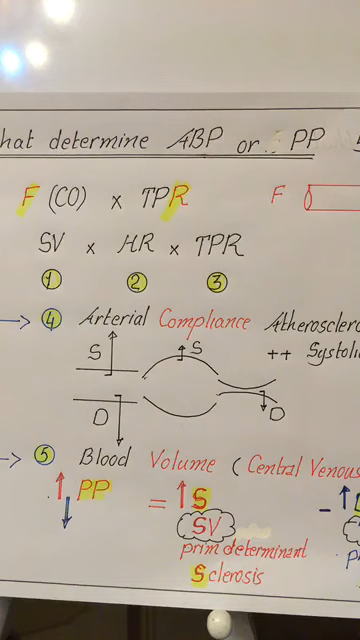 hat determine ABP or PP
F (CO) x TPR F
SV x HR x TPR
1 2 3
4 Arterial Compliance Atherosclero
S S ++ Systoli
D D
5 Blood Volume (Central Venous
PP = S -
SV
prim determinant
Sclerosis